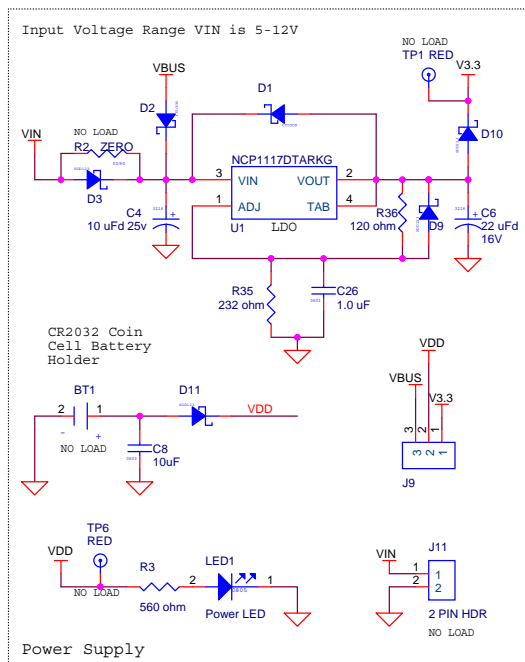 Input Voltage Range VIN is 5-12V
NO LOAD
TP1 RED
VBUS
V3.3
D1
D2
D10
VIN
NO LOAD
R2 ZERO
NCP1117DTARKG
3 VIN VOUT 2
D3
C4
10 uFd 25v
1 ADJ TAB 4
U1 LDO
R36
120 ohm
D9
C6
22 uFd
16V
R35
232 ohm
C26
1.0 uF
CR2032 Coin
Cell Battery
Holder
VDD
VBUS
V3.3
BT1
2 1
- +
NO LOAD
D11
VDD
C8
10uF
3 2 1
3 2 1
J9
TP6
RED
VDD
NO LOAD
R3
560 ohm
LED1
2 1
0805
Power LED
VIN
J11
1 1
2 2
2 PIN HDR
NO LOAD
Power Supply